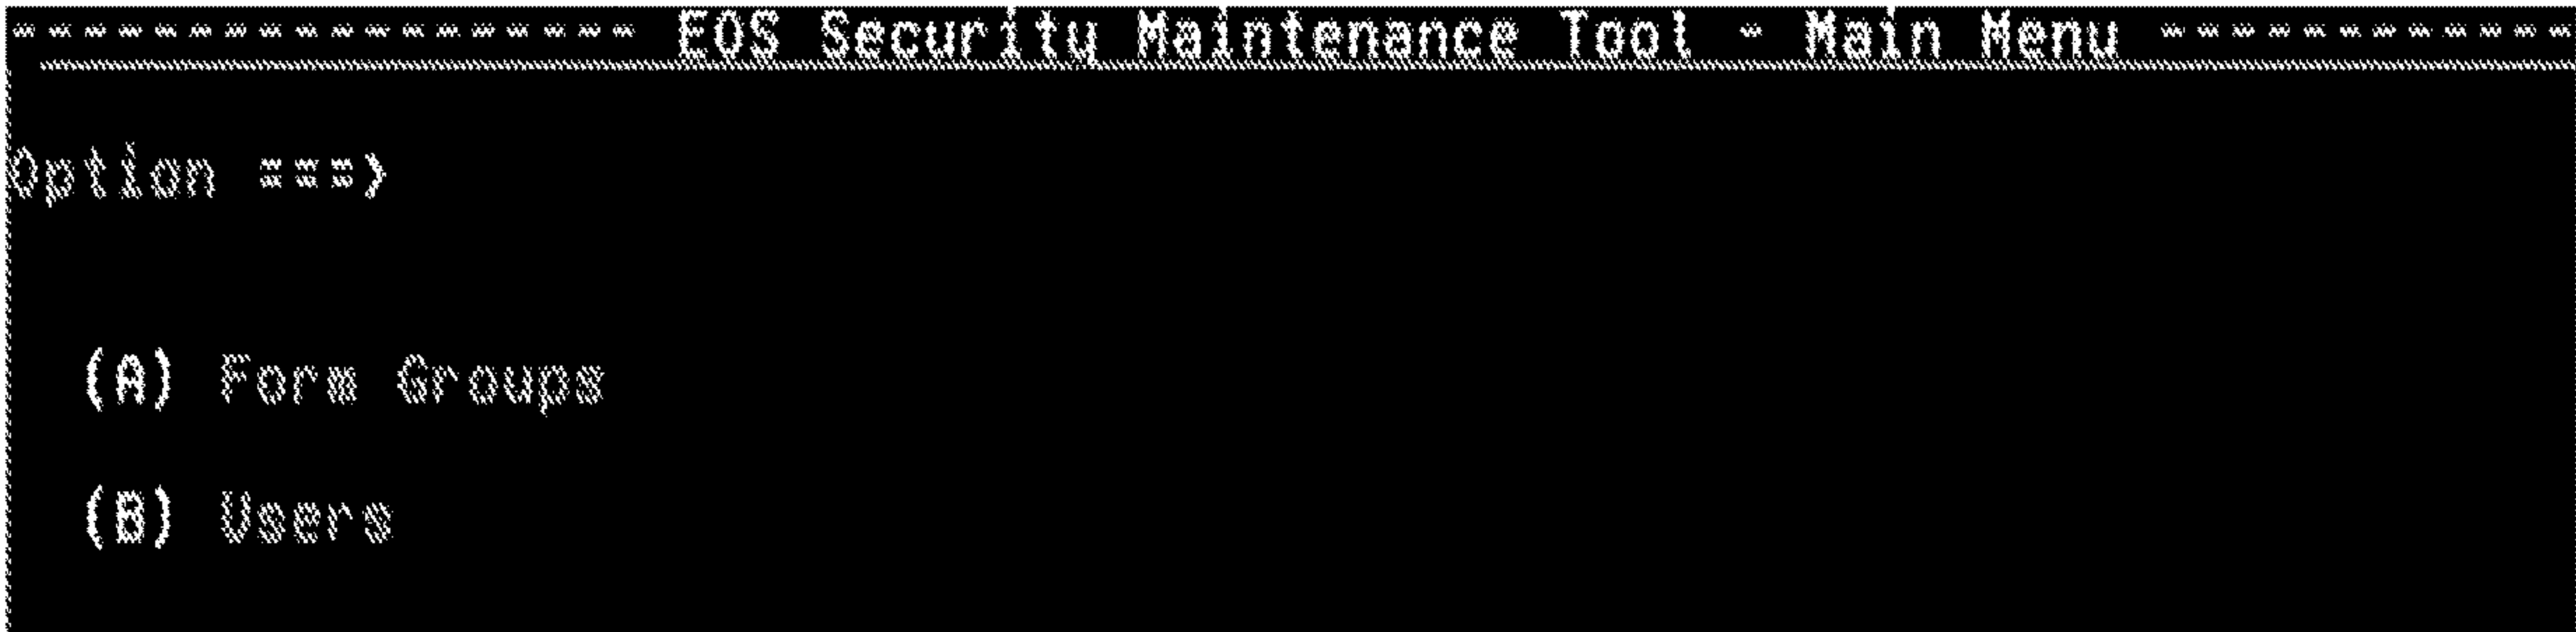 ------------------ EOS Security Maintenance Tool - Main Menu ------------
Option ===>
(A) Form Groups
(B) Users